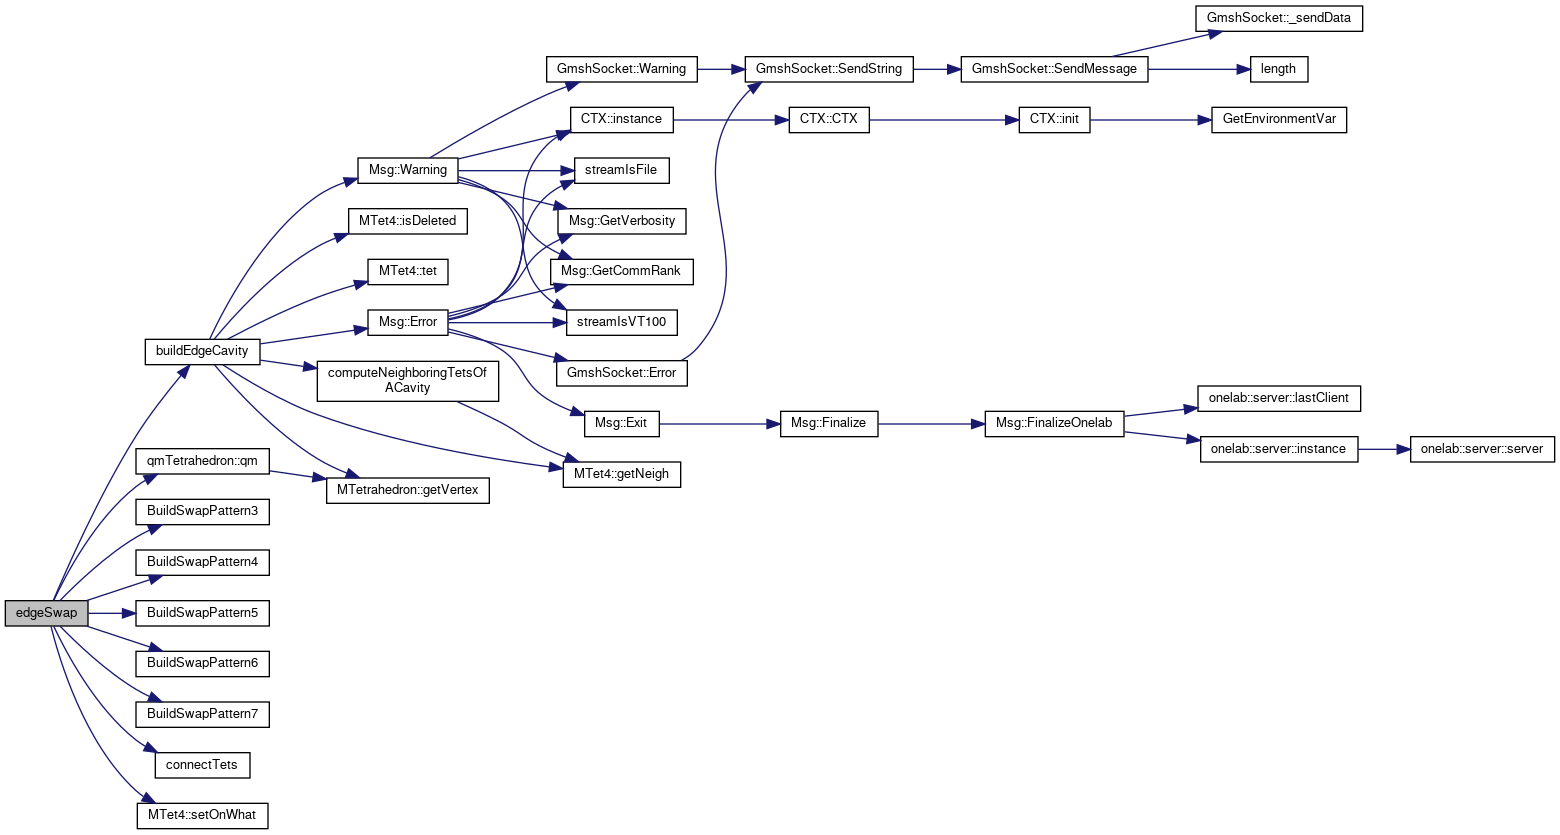 GmshSocket::_sendData
GmshSocket::Warning
GmshSocket::SendString
GmshSocket::SendMessage
length
CTX::instance
CTX::CTX
CTX::init
GetEnvironmentVar
Msg::Warning
streamIsFile
MTet4::isDeleted
Msg::GetVerbosity
MTet4::tet
Msg::GetCommRank
Msg::Error
streamIsVT100
buildEdgeCavity
computeNeighboringTetsOf
ACavity
GmshSocket::Error
onelab::server::lastClient
Msg::Exit
Msg::Finalize
Msg::FinalizeOnelab
onelab::server::instance
onelab::server::server
qmTetrahedron::qm
MTet4::getNeigh
MTetrahedron::getVertex
BuildSwapPattern3
BuildSwapPattern4
edgeSwap
BuildSwapPattern5
BuildSwapPattern6
BuildSwapPattern7
connectTets
MTet4::setOnWhat